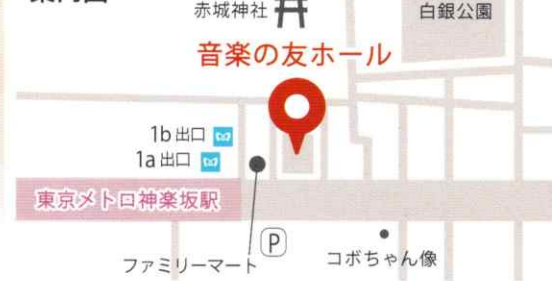 赤城神社
白銀公園
音楽の友ホール
1b出口
1a出口
東京メトロ神楽坂駅
P
ファミリーマート
コボちゃん像